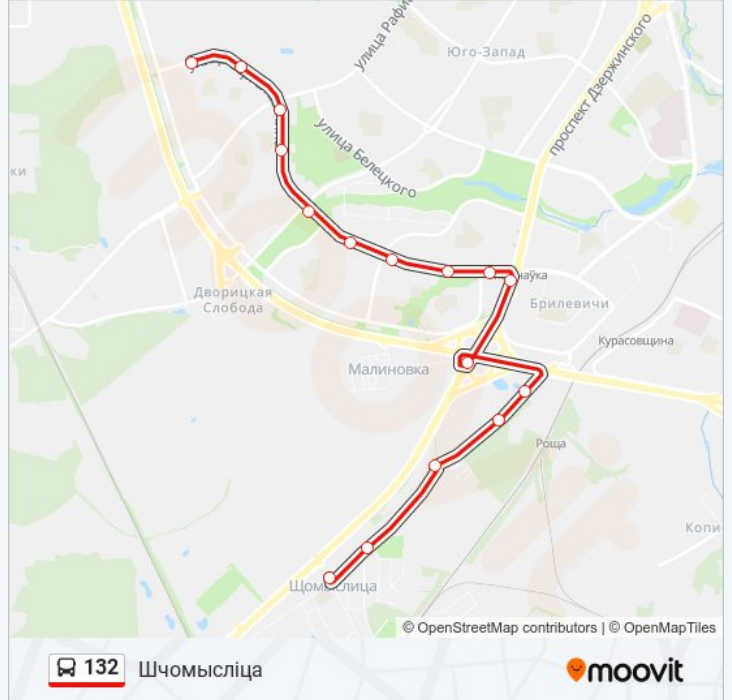 улица Рафи
Юго-Запад
проспект Дзержинского
улица Белецкого
ки
наўка
Дворицкая
Слобода
Брилевичи
Курасовщина
Малиновка
Роща
Копи
Щомыслица
© OpenStreetMap contributors | © OpenMapTiles
132 Шчомысліца
moovit